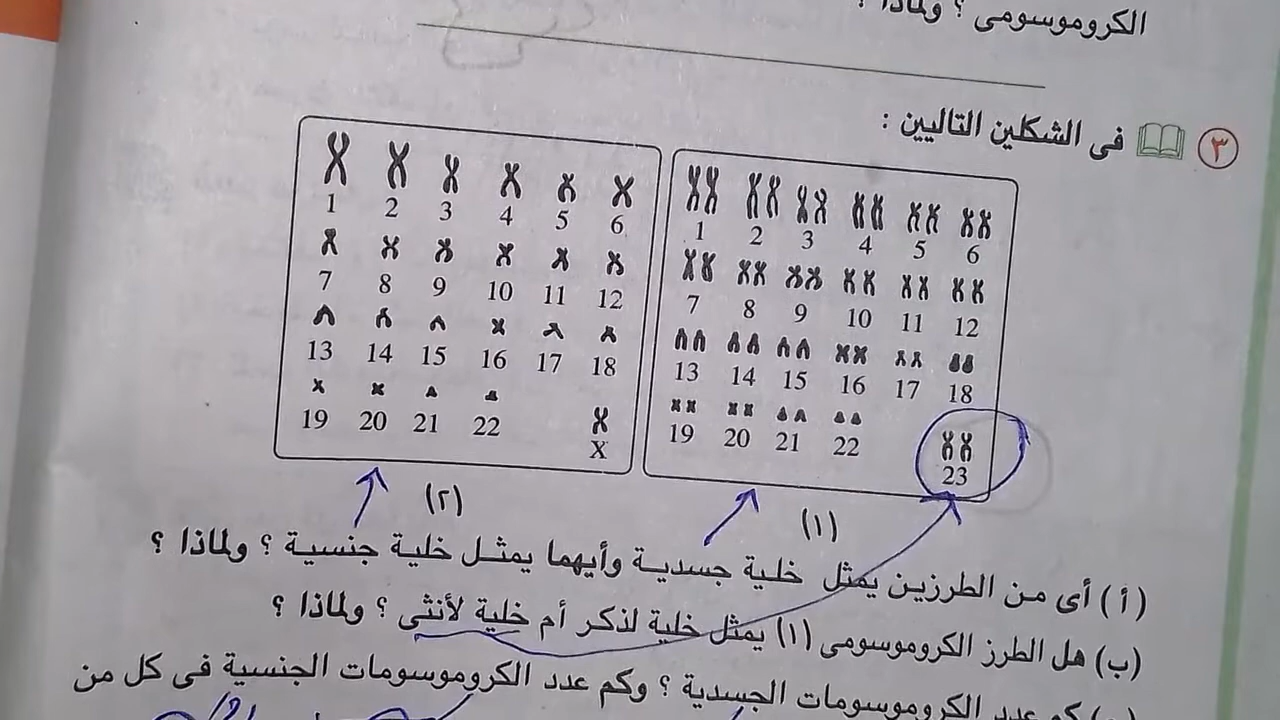 الكروموسومى ؟ ولماذا ؟
٣ فى الشكلين التاليين :
1 2 3 4 5 6
7 8 9 10 11 12
13 14 15 16 17 18
19 20 21 22 23
(١)
1 2 3 4 5 6
7 8 9 10 11 12
13 14 15 16 17 18
19 20 21 22 X
(٢)
(أ) أى من الطرزين يمثل خلية جسدية وأيهما يمثل خلية جنسية ؟ ولماذا ؟
(ب) هل الطرز الكروموسومى (١) يمثل خلية لذكر أم خلية لأنثى ؟ ولماذا ؟
كم عدد الكروموسومات الجسدية ؟ وكم عدد الكروموسومات الجنسية فى كل من